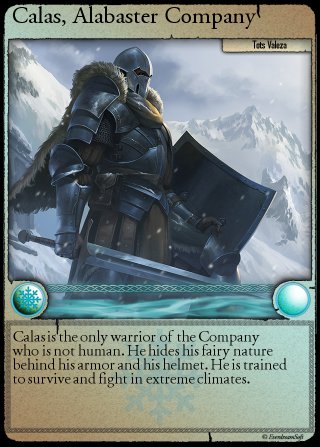 Calas, Alabaster Company
Tots Valeza
Calas is the only warrior of the Company
who is not human. He hides his fairy nature
behind his armor and his helmet. He is trained
to survive and fight in extreme climates.
© EverdreamSoft